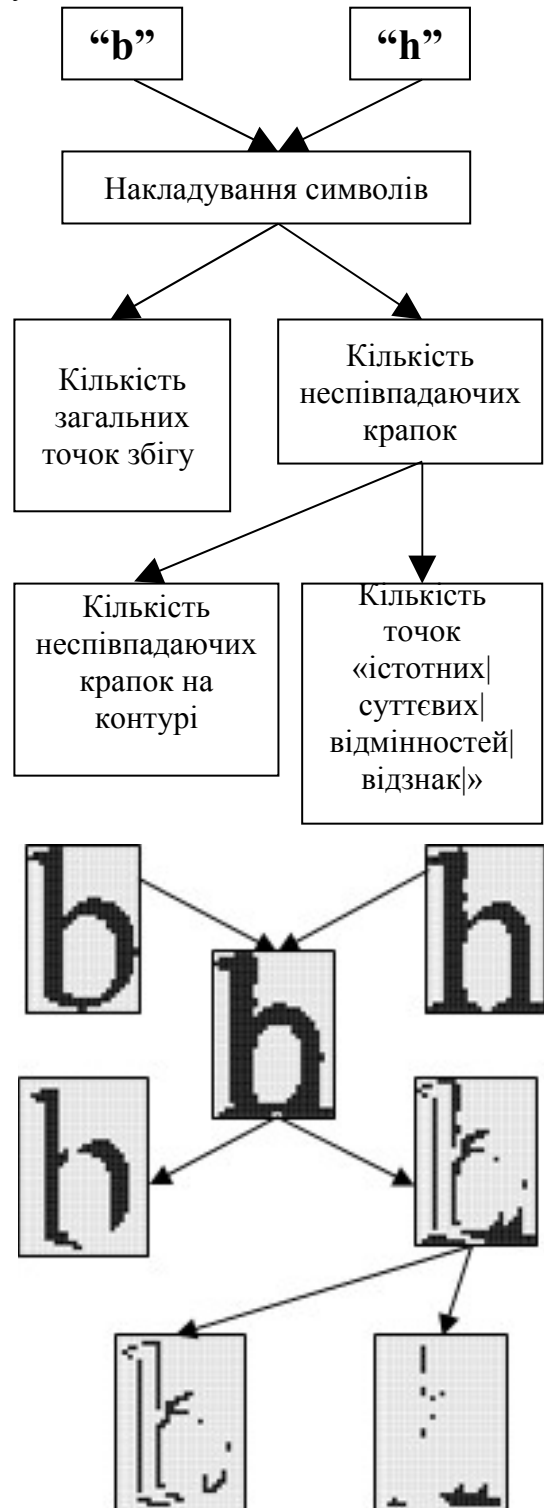 “b”
“h”
Накладування символів
Кількість
загальних
точок збігу
Кількість
неспівпадаючих
крапок
Кількість
неспівпадаючих
крапок на
контурі
Кількість
точок
«істотних|
суттєвих|
відмінностей|
відзнак|»
b
h